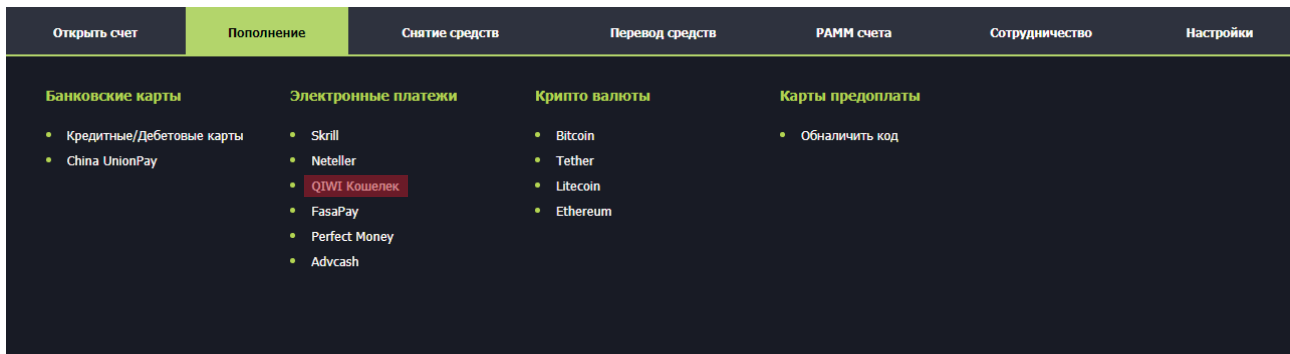 Открыть счет
Пополнение
Снятие средств
Перевод средств
PAMM счета
Сотрудничество
Настройки
Банковские карты
Кредитные/Дебетовые карты
China UnionPay
Электронные платежи
Skrill
Neteller
QIWI Кошелек
FasaPay
Perfect Money
Advcash
Крипто валюты
Bitcoin
Tether
Litecoin
Ethereum
Карты предоплаты
Обналичить код